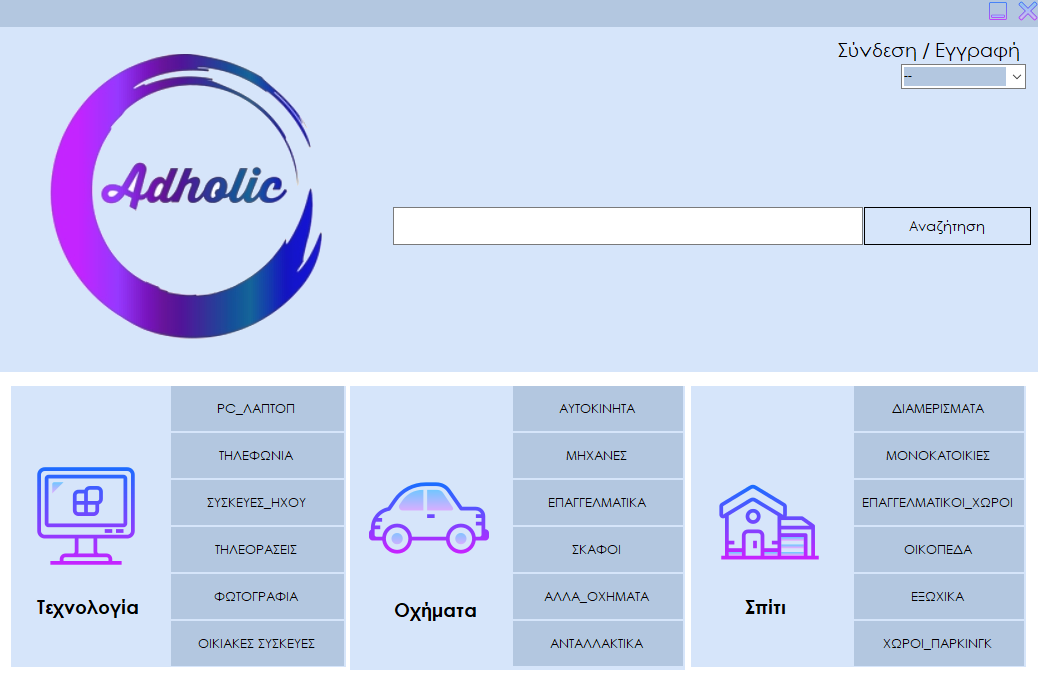 Σύνδεση / Εγγραφή
--
Adholic
Αναζήτηση
PC_ΛΑΠΤΟΠ
ΤΗΛΕΦΩΝΙΑ
ΣΥΣΚΕΥΕΣ_ΗΧΟΥ
ΤΗΛΕΟΡΑΣΕΙΣ
ΦΩΤΟΓΡΑΦΙΑ
ΟΙΚΙΑΚΕΣ ΣΥΣΚΕΥΕΣ
Τεχνολογία
ΑΥΤΟΚΙΝΗΤΑ
ΜΗΧΑΝΕΣ
ΕΠΑΓΓΕΛΜΑΤΙΚΑ
ΣΚΑΦΟΙ
ΑΛΛΑ_ΟΧΗΜΑΤΑ
ΑΝΤΑΛΛΑΚΤΙΚΑ
Οχήματα
ΔΙΑΜΕΡΙΣΜΑΤΑ
ΜΟΝΟΚΑΤΟΙΚΙΕΣ
ΕΠΑΓΓΕΛΜΑΤΙΚΟΙ_ΧΩΡΟΙ
ΟΙΚΟΠΕΔΑ
ΕΞΩΧΙΚΑ
ΧΩΡΟΙ_ΠΑΡΚΙΝΓΚ
Σπίτι